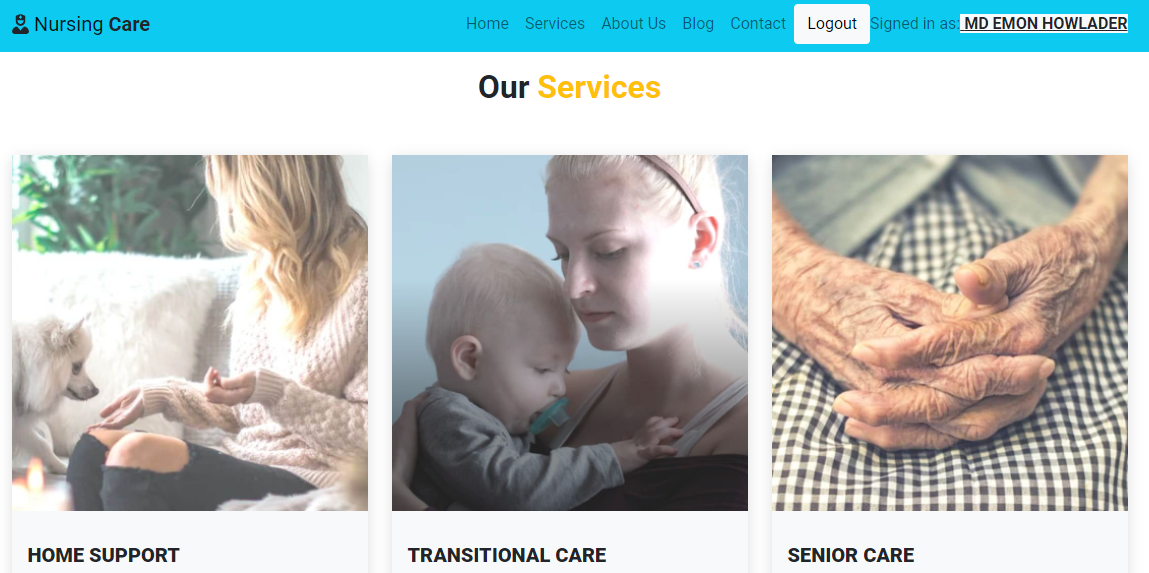 Nursing Care Home Services About Us Blog Contact Logout Signed in as: MD EMON HOWLADER
Our Services
HOME SUPPORT TRANSITIONAL CARE SENIOR CARE